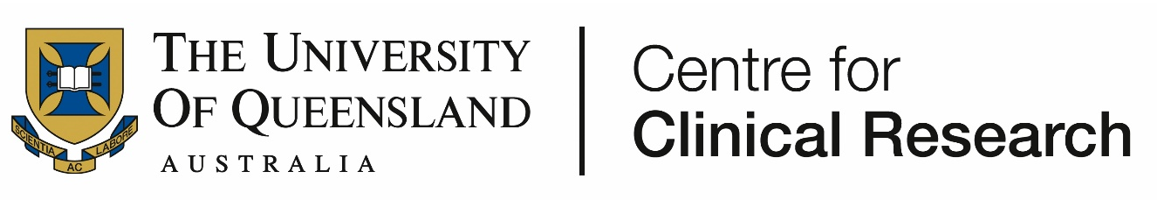 THE UNIVERSITY
OF QUEENSLAND
AUSTRALIA
SCIENTIA
AC
LABORE
Centre for
Clinical Research